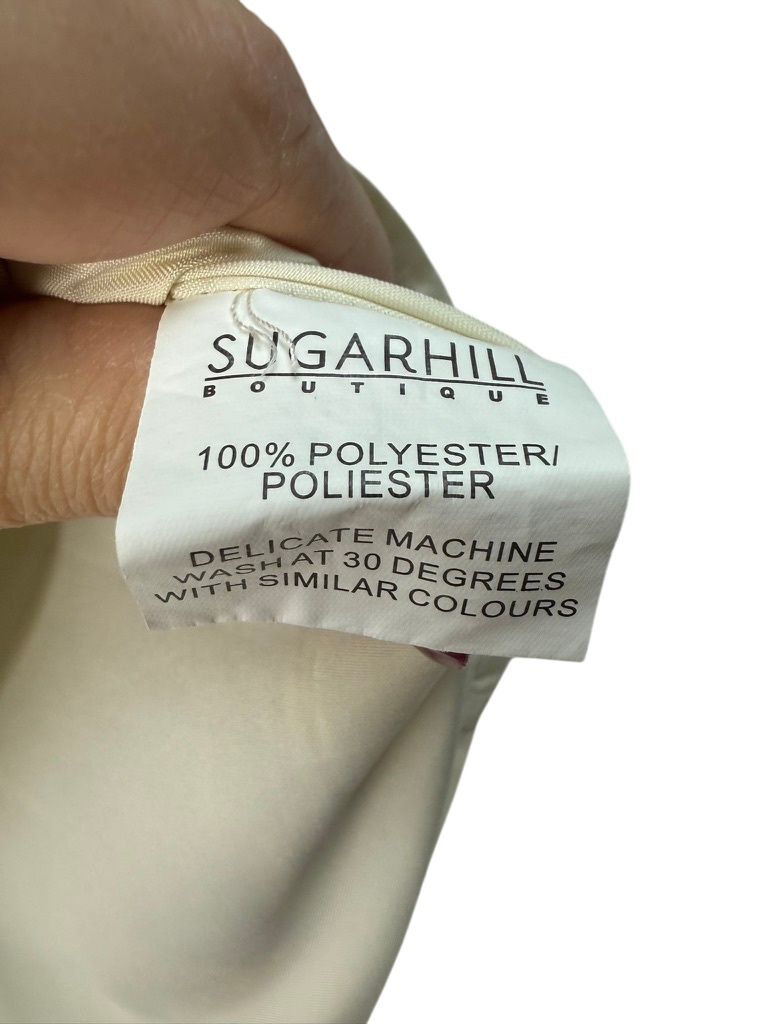 SUGARHILL
BOUTIQUE
100% POLYESTER/
POLIESTER
DELICATE MACHINE
WASH AT 30 DEGREES
WITH SIMILAR COLOURS